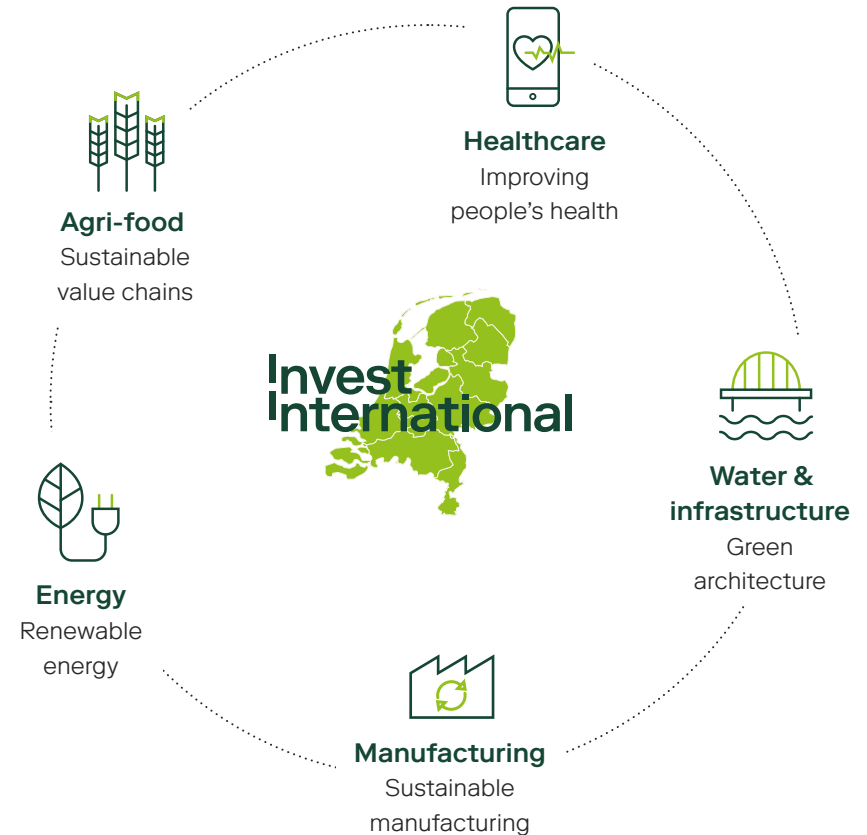 Healthcare
Improving
people's health
Agri-food
Sustainable
value chains
Invest
International
Water &
infrastructure
Green
architecture
Energy
Renewable
energy
Manufacturing
Sustainable
manufacturing